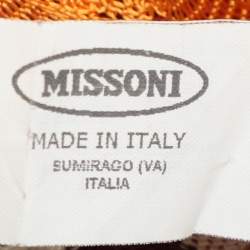 MISSONI
MADE IN ITALY
SUMIRAGO (VA)
ITALIA